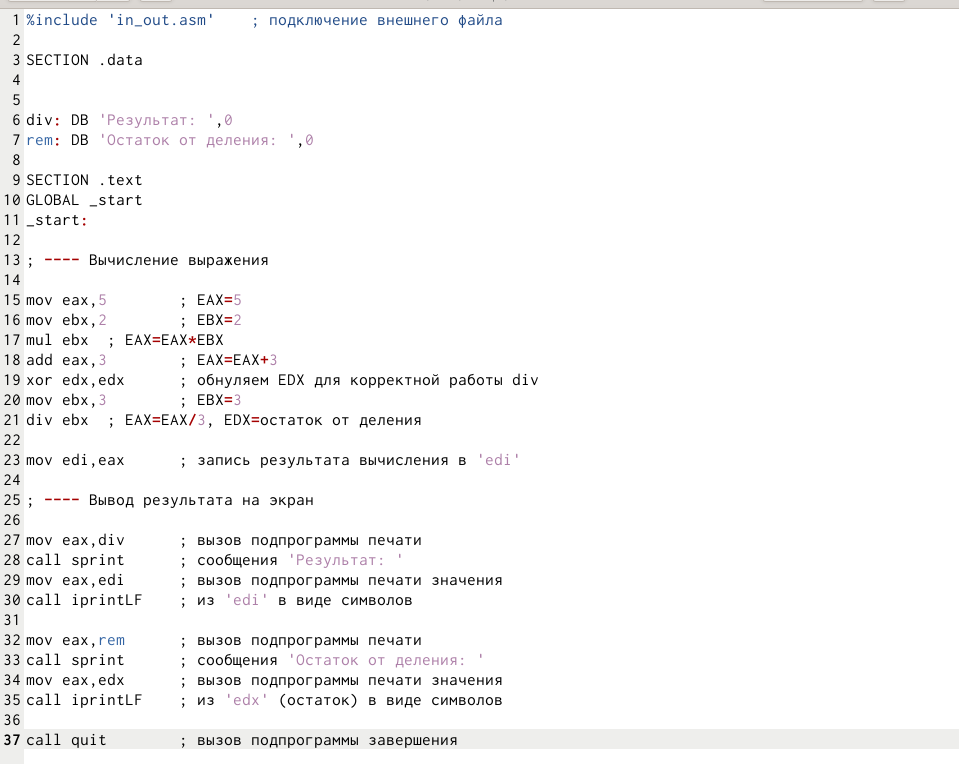 1 %include 'in_out.asm'    ; подключение внешнего файла
2
3 SECTION .data
4
5
6 div: DB 'Результат: ',0
7 rem: DB 'Остаток от деления: ',0
8
9 SECTION .text
10 GLOBAL _start
11 _start:
12
13 ; ---- Вычисление выражения
14
15 mov eax,5        ; EAX=5
16 mov ebx,2        ; EBX=2
17 mul ebx  ; EAX=EAX*EBX
18 add eax,3        ; EAX=EAX+3
19 xor edx,edx      ; обнуляем EDX для корректной работы div
20 mov ebx,3        ; EBX=3
21 div ebx  ; EAX=EAX/3, EDX=остаток от деления
22
23 mov edi,eax      ; запись результата вычисления в 'edi'
24
25 ; ---- Вывод результата на экран
26
27 mov eax,div      ; вызов подпрограммы печати
28 call sprint      ; сообщения 'Результат: '
29 mov eax,edi      ; вызов подпрограммы печати значения
30 call iprintLF    ; из 'edi' в виде символов
31
32 mov eax,rem      ; вызов подпрограммы печати
33 call sprint      ; сообщения 'Остаток от деления: '
34 mov eax,edx      ; вызов подпрограммы печати значения
35 call iprintLF    ; из 'edx' (остаток) в виде символов
36
37 call quit        ; вызов подпрограммы завершения